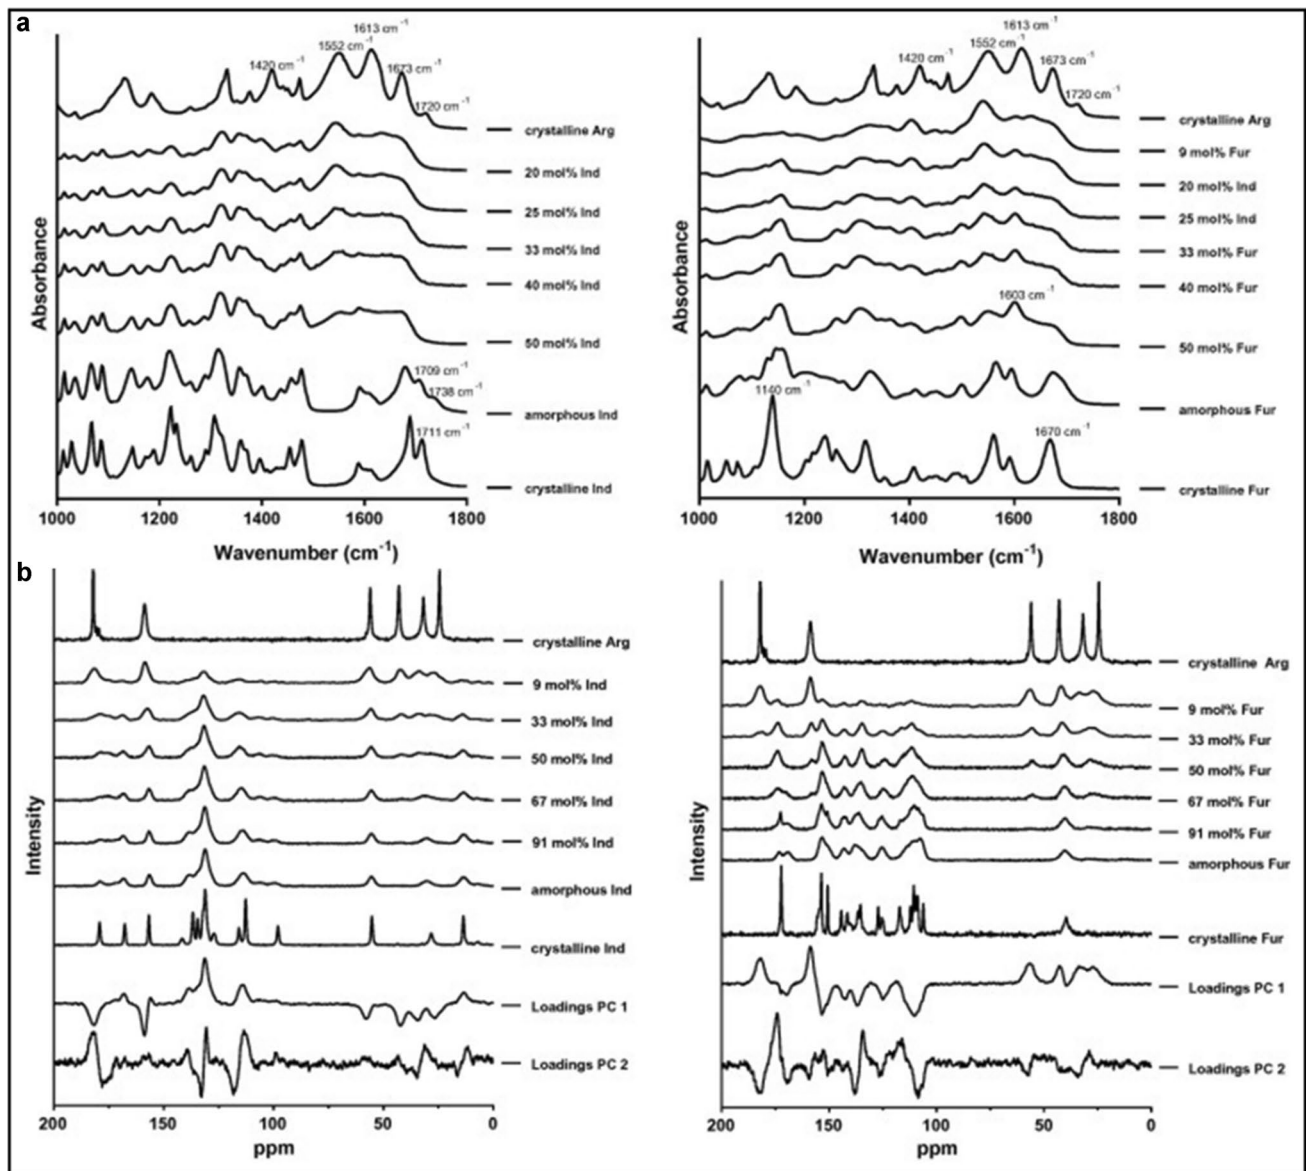 a
1613 cm-1
1552 cm-1
1420 cm-1
1673 cm-1
1720 cm-1
crystalline Arg
20 mol% Ind
25 mol% Ind
33 mol% Ind
40 mol% Ind
50 mol% Ind
1709 cm-1
1738 cm-1
amorphous Ind
1711 cm-1
crystalline Ind
Absorbance
1000 1200 1400 1600 1800
Wavenumber (cm-1)
1613 cm-1
1552 cm-1
1420 cm-1
1673 cm-1
1720 cm-1
crystalline Arg
9 mol% Fur
20 mol% Ind
25 mol% Ind
33 mol% Fur
40 mol% Fur
1603 cm-1
50 mol% Fur
1140 cm-1
amorphous Fur
1670 cm-1
crystalline Fur
Absorbance
1000 1200 1400 1600 1800
Wavenumber (cm-1)
b
crystalline Arg
9 mol% Ind
33 mol% Ind
50 mol% Ind
67 mol% Ind
91 mol% Ind
amorphous Ind
crystalline Ind
Loadings PC 1
Loadings PC 2
Intensity
200 150 100 50 0
ppm
crystalline Arg
9 mol% Fur
33 mol% Fur
50 mol% Fur
67 mol% Fur
91 mol% Fur
amorphous Fur
crystalline Fur
Loadings PC 1
Loadings PC 2
Intensity
200 150 100 50 0
ppm